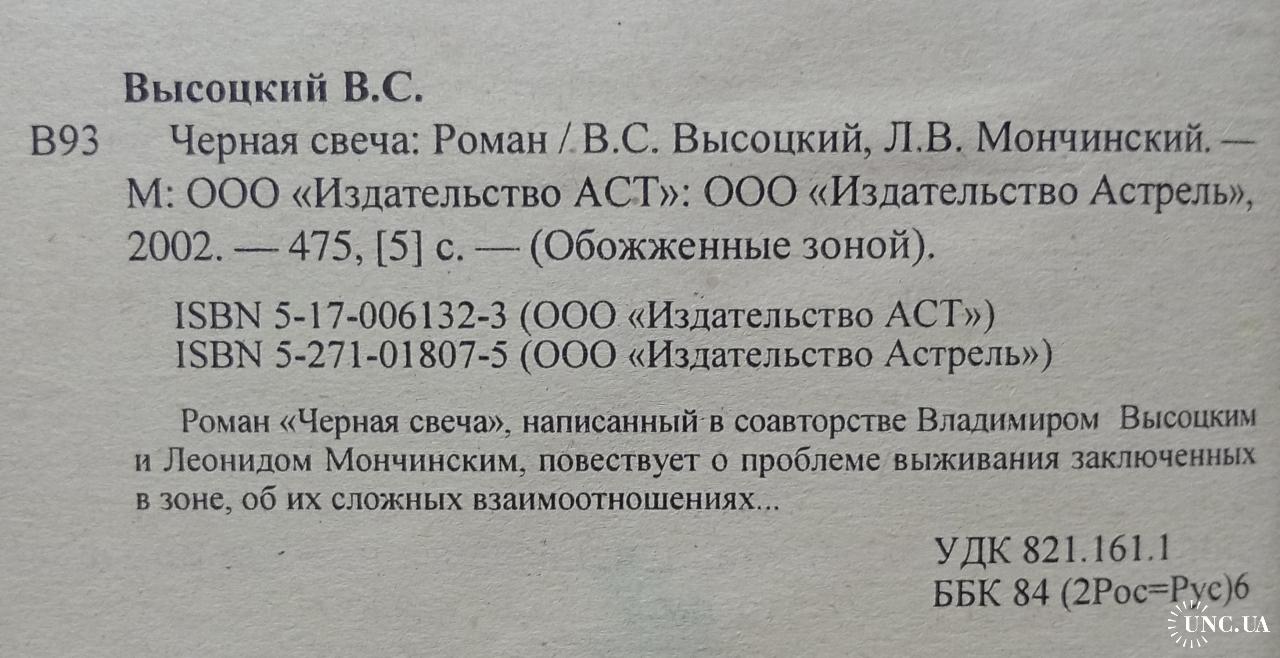 Высоцкий В.С.
В93 Черная свеча: Роман / В.С. Высоцкий, Л.В. Мончинский. —
М: ООО «Издательство АСТ»: ООО «Издательство Астрель»,
2002. — 475, [5] с. — (Обожженные зоной).
ISBN 5-17-006132-3 (ООО «Издательство АСТ»)
ISBN 5-271-01807-5 (ООО «Издательство Астрель»)
Роман «Черная свеча», написанный в соавторстве Владимиром Высоцким
и Леонидом Мончинским, повествует о проблеме выживания заключенных
в зоне, об их сложных взаимоотношениях...
УДК 821.161.1
ББК 84 (2Рос=Рус)6
UNC.UA